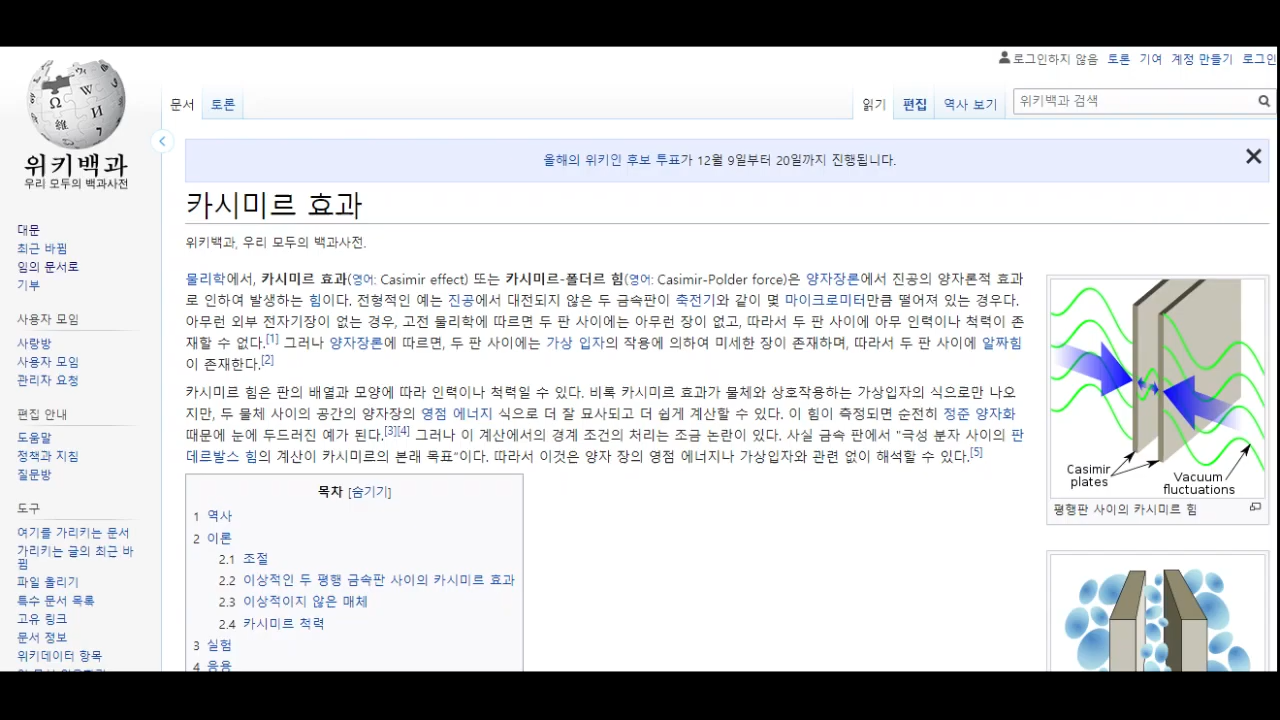 로그인하지 않음 토론 기여 계정 만들기 로그인
문서 토론 읽기 편집 역사 보기 위키백과 검색
위키백과
우리 모두의 백과사전
올해의 위키인 후보 투표가 12월 9일부터 20일까지 진행됩니다.
카시미르 효과
위키백과, 우리 모두의 백과사전.
대문
최근 바뀜
임의 문서로
기부
사용자 모임
사랑방
사용자 모임
관리자 요청
편집 안내
도움말
정책과 지침
질문방
도구
여기를 가리키는 문서
가리키는 글의 최근 바
뀜
파일 올리기
특수 문서 목록
고유 링크
문서 정보
위키데이터 항목
물리학에서, 카시미르 효과(영어: Casimir effect) 또는 카시미르-폴더르 힘(영어: Casimir-Polder force)은 양자장론에서 진공의 양자론적 효과
로 인하여 발생하는 힘이다. 전형적인 예는 진공에서 대전되지 않은 두 금속판이 축전기와 같이 몇 마이크로미터만큼 떨어져 있는 경우다.
아무런 외부 전자기장이 없는 경우, 고전 물리학에 따르면 두 판 사이에는 아무런 장이 없고, 따라서 두 판 사이에 아무 인력이나 척력이 존
재할 수 없다.[1] 그러나 양자장론에 따르면, 두 판 사이에는 가상 입자의 작용에 의하여 미세한 장이 존재하며, 따라서 두 판 사이에 알짜힘
이 존재한다.[2]
카시미르 힘은 판의 배열과 모양에 따라 인력이나 척력일 수 있다. 비록 카시미르 효과가 물체와 상호작용하는 가상입자의 식으로만 나오
지만, 두 물체 사이의 공간의 양자장의 영점 에너지 식으로 더 잘 묘사되고 더 쉽게 계산할 수 있다. 이 힘이 측정되면 순전히 정준 양자화
때문에 눈에 두드러진 예가 된다.[3][4] 그러나 이 계산에서의 경계 조건의 처리는 조금 논란이 있다. 사실 금속 판에서 "극성 분자 사이의 판
데르발스 힘의 계산이 카시미르의 본래 목표"이다. 따라서 이것은 양자 장의 영점 에너지나 가상입자와 관련 없이 해석할 수 있다.[5]
목차 [숨기기]
1 역사
2 이론
2.1 조절
2.2 이상적인 두 평행 금속판 사이의 카시미르 효과
2.3 이상적이지 않은 매체
2.4 카시미르 척력
3 실험
4 응용
Casimir
plates
Vacuum
fluctuations
평행판 사이의 카시미르 힘